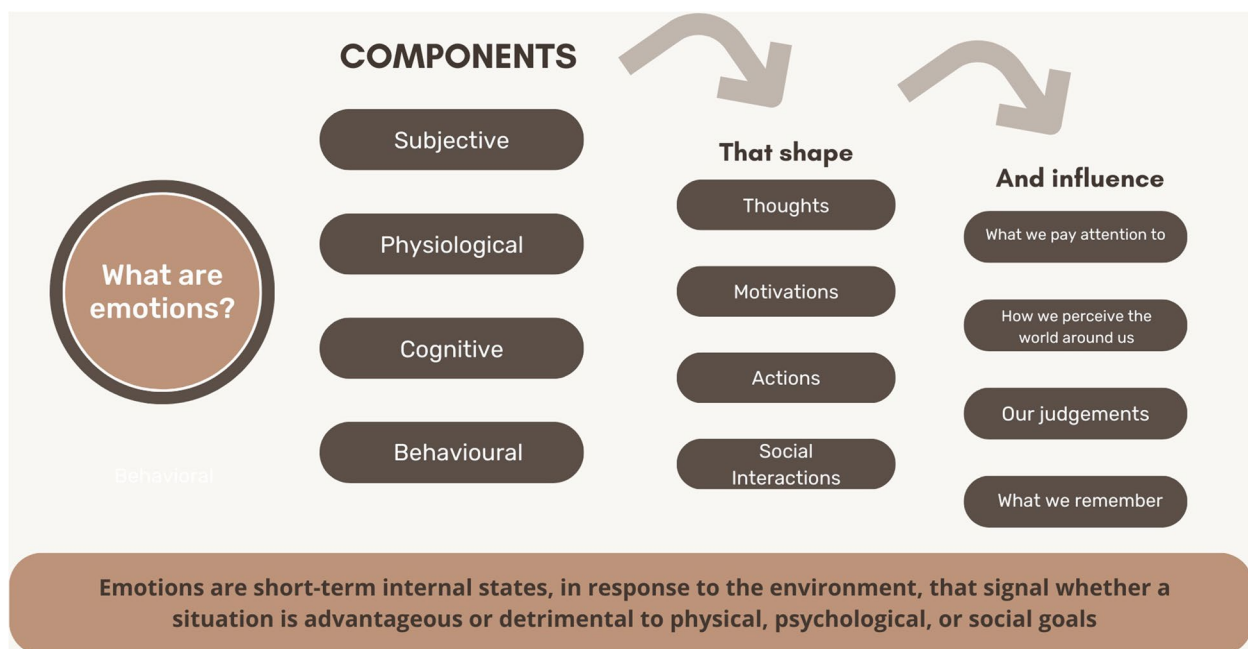 What are
emotions?
Behavioral
COMPONENTS
Subjective
Physiological
Cognitive
Behavioural
That shape
Thoughts
Motivations
Actions
Social
Interactions
And influence
What we pay attention to
How we perceive the
world around us
Our judgements
What we remember
Emotions are short-term internal states, in response to the environment, that signal whether a
situation is advantageous or detrimental to physical, psychological, or social goals